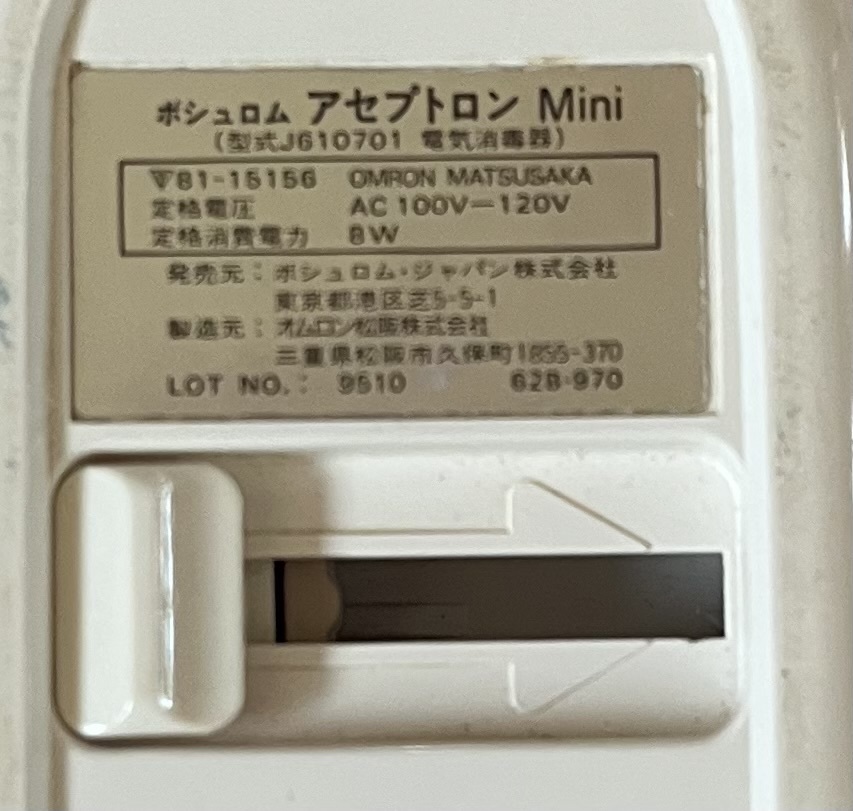 ボシュロム アセプトロン Mini
(型式J610701 電気消毒器)
▽81-15156 OMRON MATSUSAKA
定格電圧 AC 100V－120V
定格消費電力 8W
発売元：ボシュロム・ジャパン株式会社
東京都港区芝5-5-1
製造元：オムロン松阪株式会社
三重県松阪市久保町1855-370
LOT NO.： 9510 628-970